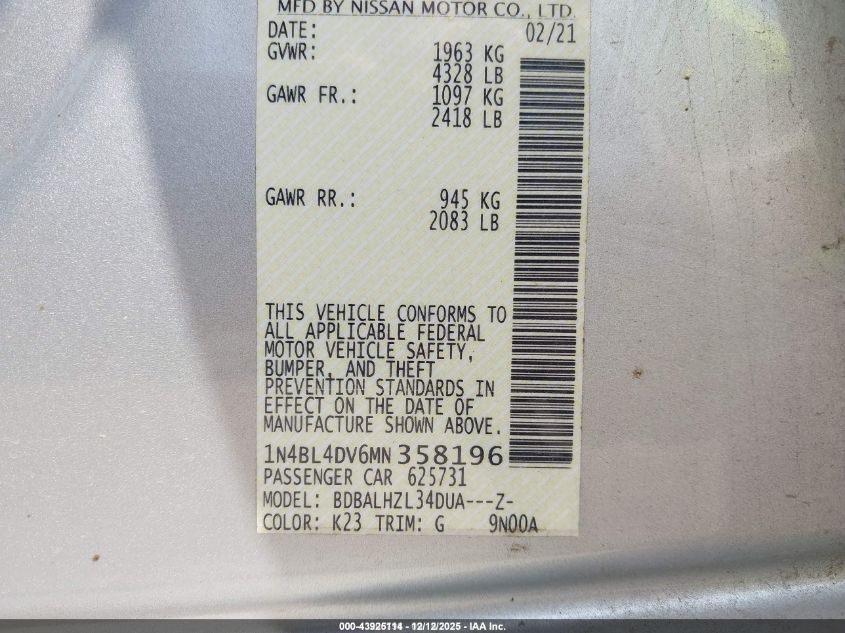 MFD BY NISSAN MOTOR CO., LTD.
DATE: 02/21
GVWR: 1963 KG
4328 LB
GAWR FR.: 1097 KG
2418 LB
GAWR RR.: 945 KG
2083 LB
THIS VEHICLE CONFORMS TO
ALL APPLICABLE FEDERAL
MOTOR VEHICLE SAFETY,
BUMPER, AND THEFT
PREVENTION STANDARDS IN
EFFECT ON THE DATE OF
MANUFACTURE SHOWN ABOVE.
1N4BL4DV6MN358196
PASSENGER CAR 625731
MODEL: BDBALHZL34DUA---Z-
COLOR: K23 TRIM: G 9N00A
000-43925114 - 12/12/2025 - IAA Inc.